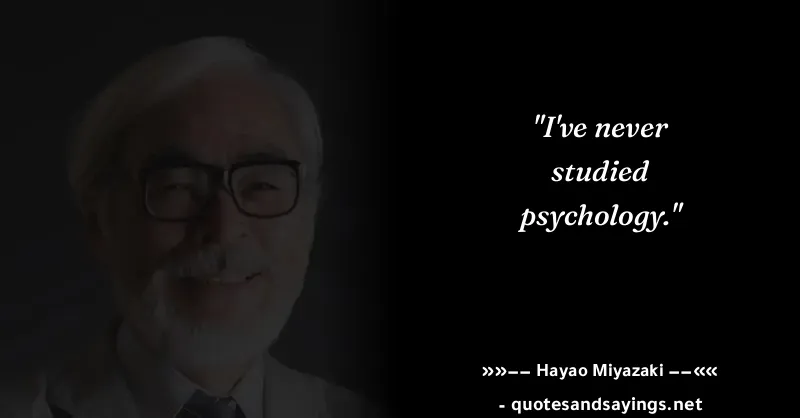 "I've never
studied
psychology."
»»−− Hayao Miyazaki −−««
- quotesandsayings.net